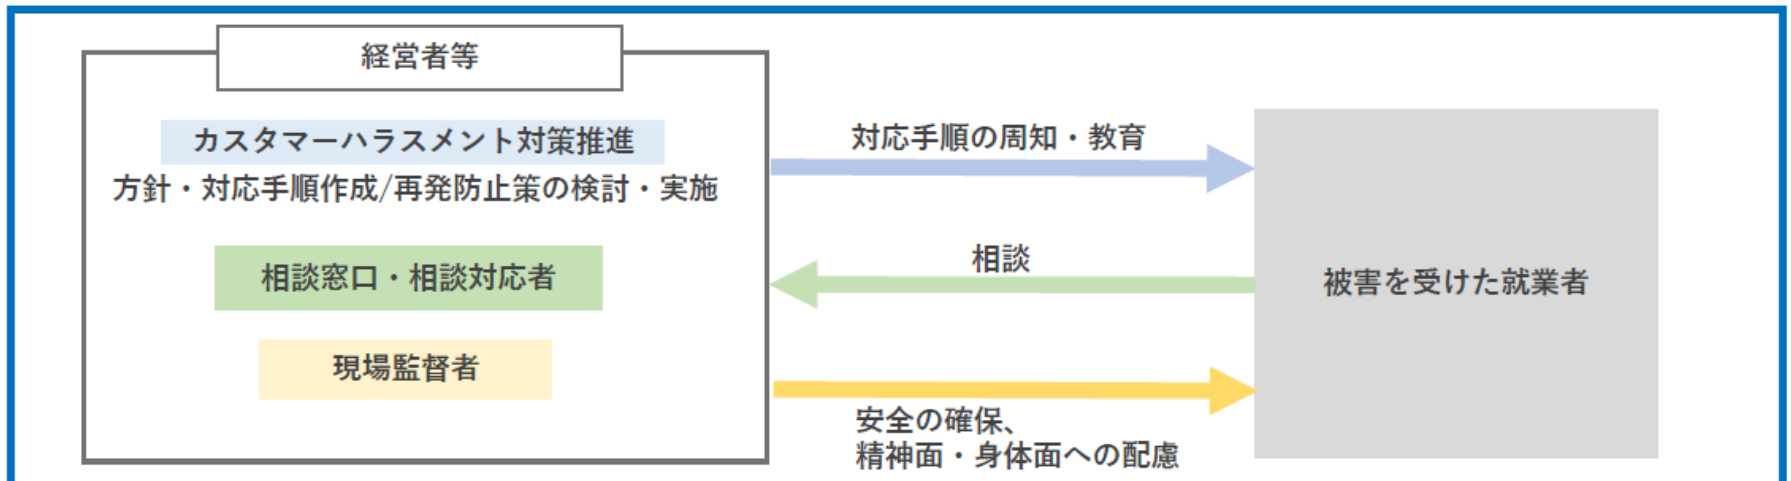 経営者等
カスタマーハラスメント対策推進
方針・対応手順作成/再発防止策の検討・実施
相談窓口・相談対応者
現場監督者
対応手順の周知・教育
相談
安全の確保、
精神面・身体面への配慮
被害を受けた就業者